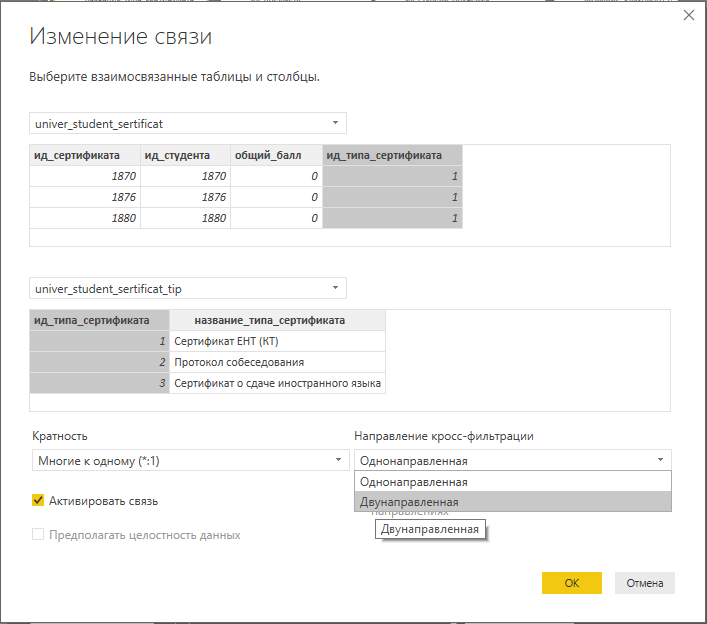 Изменение связи
Выберите взаимосвязанные таблицы и столбцы.
univer_student_sertificat
ид_сертификата ид_студента общий_балл ид_типа_сертификата
1870 1870 0 1
1876 1876 0 1
1880 1880 0 1
univer_student_sertificat_tip
ид_типа_сертификата название_типа_сертификата
1 Сертификат ЕНТ (КТ)
2 Протокол собеседования
3 Сертификат о сдаче иностранного языка
Кратность Направление кросс-фильтрации
Многие к одному (*:1) Однонаправленная
Однонаправленная
Активировать связь Двунаправленная
направлениях
Двунаправленная
Предполагать целостность данных
ОК Отмена